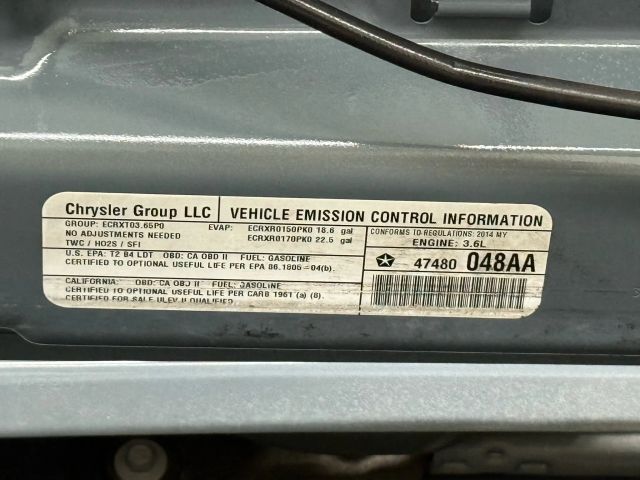 Chrysler Group LLC
VEHICLE EMISSION CONTROL INFORMATION
GROUP: ECRXT03.65P0
EVAP: ECRXR0150PK0 18.6 gal
ECRXR0170PK0 22.5 gal
NO ADJUSTMENTS NEEDED
TWC / HO2S / SFI
CONFORMS TO REGULATIONS: 2014 MY
ENGINE: 3.6L
U.S. EPA: T2 B4 LDT OBD: CA OBD II FUEL: GASOLINE
CERTIFIED TO OPTIONAL USEFUL LIFE PER EPA 86.1805-04(b).
47480 048AA
CALIFORNIA: OBD: CA OBD II FUEL: GASOLINE
CERTIFIED TO OPTIONAL USEFUL LIFE PER CARB 1961 (a) (8).
CERTIFIED FOR SALE ULEV II QUALIFIED.